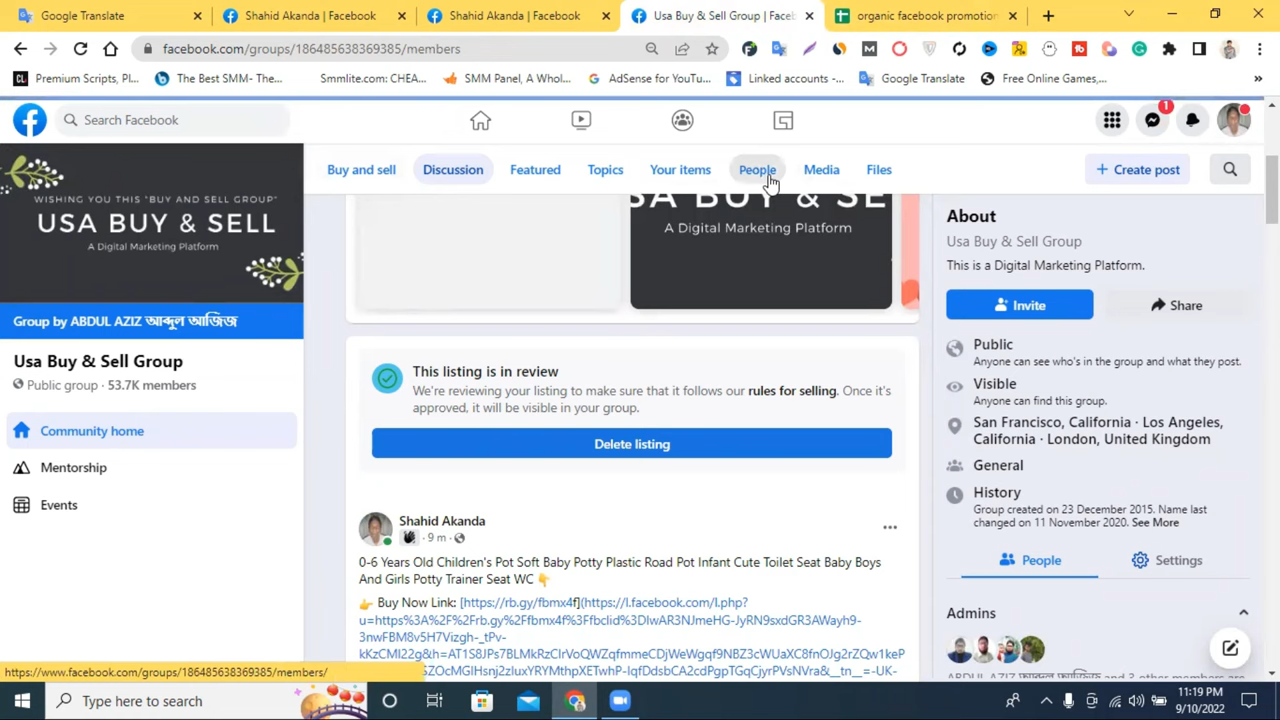 Google Translate
Shahid Akanda | Facebook
Shahid Akanda | Facebook
Usa Buy & Sell Group | Faceb
organic facebook promotion
facebook.com/groups/186485638369385/members
Premium Scripts, Pl...
The Best SMM- The...
Smmlite.com: CHEA...
SMM Panel, A Whol...
AdSense for YouTu...
Linked accounts -...
Google Translate
Free Online Games,...
Search Facebook
1
WISHING YOU THIS "BUY AND SELL GROUP"
USA BUY & SELL
A Digital Marketing Platform
Group by ABDUL AZIZ আব্দুল আজিজ
Usa Buy & Sell Group
Public group · 53.7K members
Community home
Mentorship
Events
Buy and sell
Discussion
Featured
Topics
Your items
People
Media
Files
+ Create post
SA BUY & SE
A Digital Marketing Platform
This listing is in review
We're reviewing your listing to make sure that it follows our rules for selling. Once it's
approved, it will be visible in your group.
Delete listing
Shahid Akanda
· 9 m ·
0-6 Years Old Children's Pot Soft Baby Potty Plastic Road Pot Infant Cute Toilet Seat Baby Boys
And Girls Potty Trainer Seat WC 👇
👉 Buy Now Link: [https://rb.gy/fbmx4f](https://l.facebook.com/l.php?
About
Usa Buy & Sell Group
This is a Digital Marketing Platform.
Invite
Share
Public
Anyone can see who's in the group and what they post.
Visible
Anyone can find this group.
San Francisco, California · Los Angeles,
California · London, United Kingdom
General
History
Group created on 23 December 2015. Name last
changed on 11 November 2020. See More
People
Settings
Admins
https://www.facebook.com/groups/186485638369385/members/
Type here to search
11:19 PM
9/10/2022